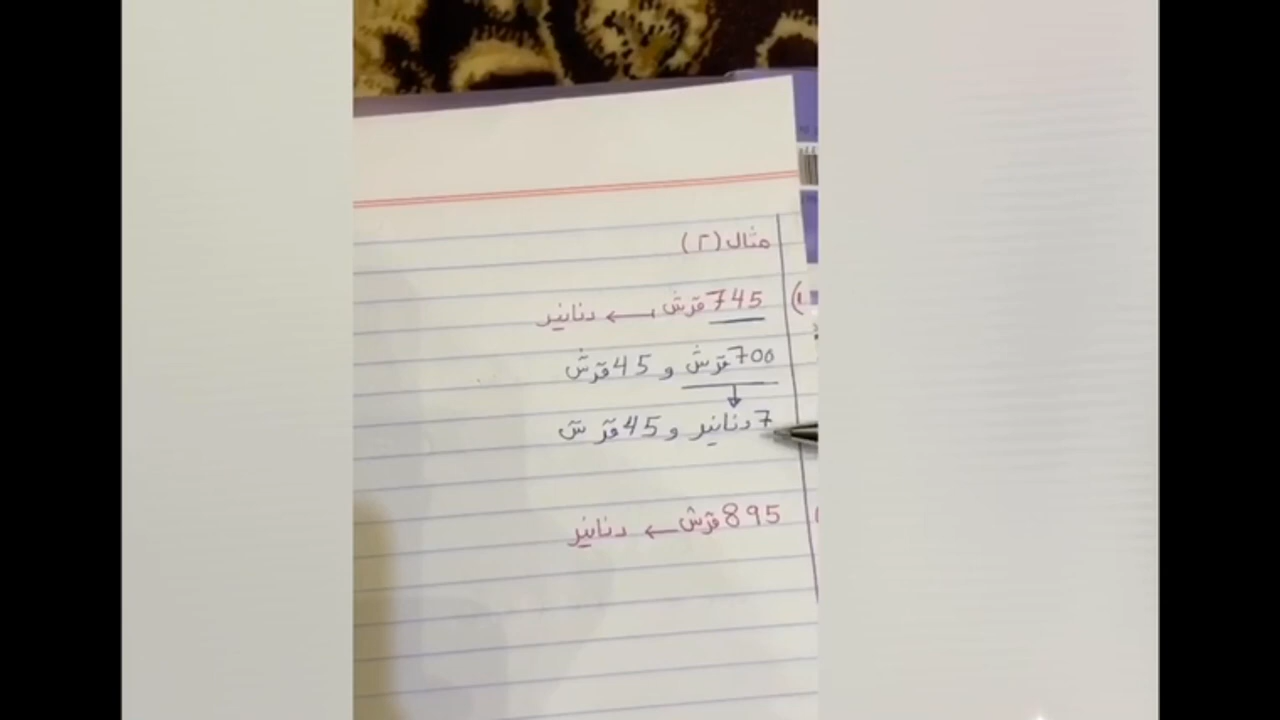 مثال (٢)
745 قرش ← دنانير
700 قرش و 45 قرش
7 دنانير و 45 قرش
895 قرش ← دنانير